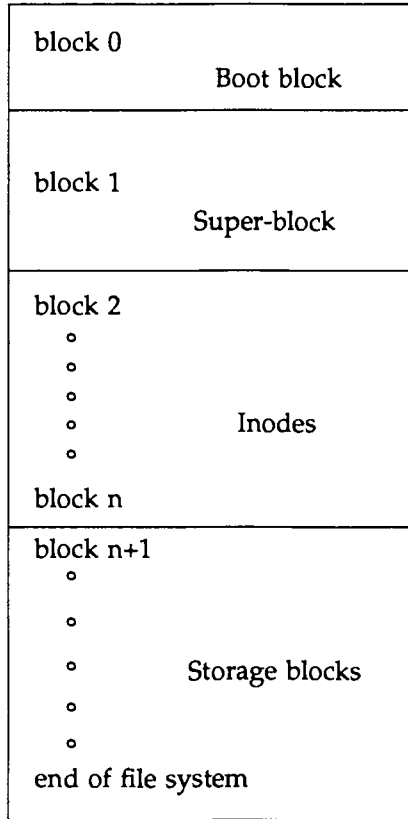 block 0
Boot block
block 1
Super-block
block 2
Inodes
block n
block n+1
Storage blocks
end of file system